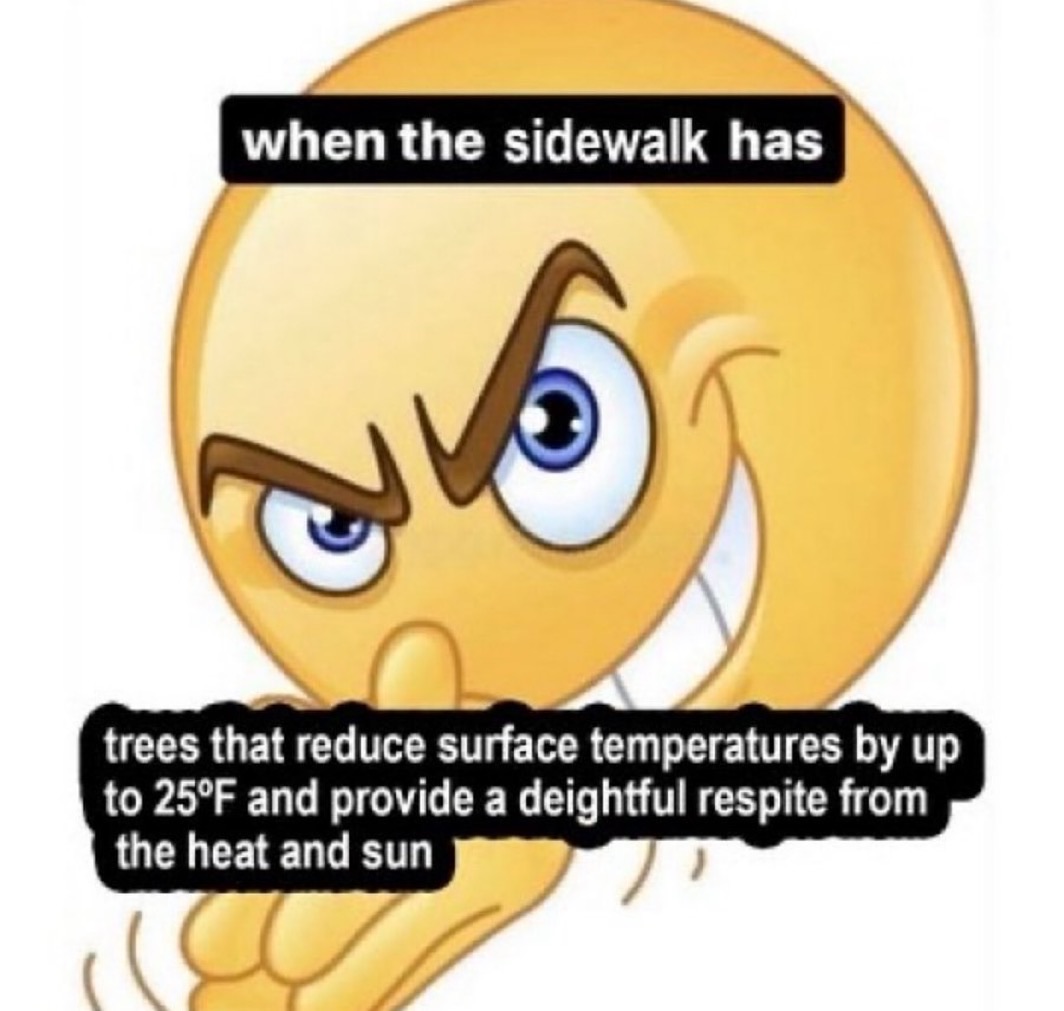 when the sidewalk has
trees that reduce surface temperatures by up
to 25ºF and provide a deightful respite from
the heat and sun